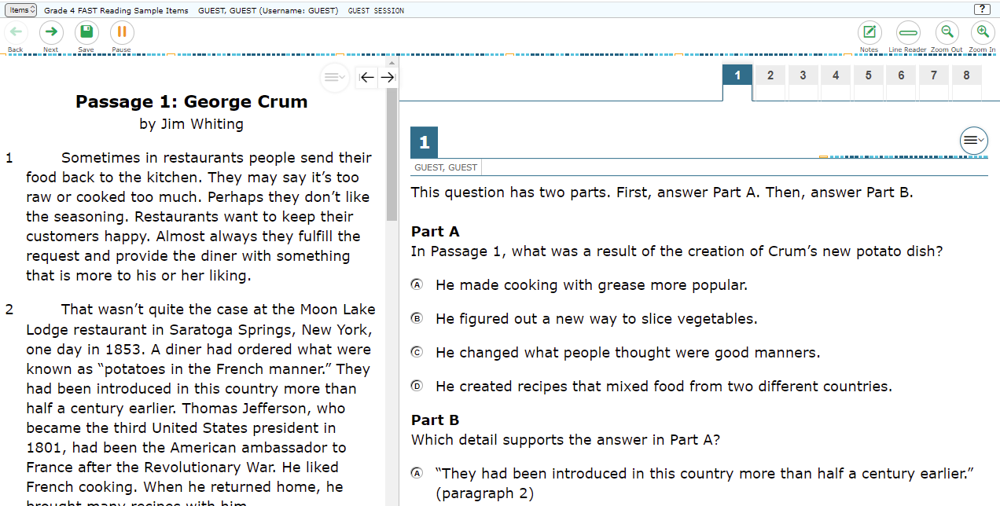 Items Grade 4 FAST Reading Sample Items GUEST, GUEST (Username: GUEST) GUEST SESSION ?
Back Next Save Pause Notes Line Reader Zoom Out Zoom In
Passage 1: George Crum
by Jim Whiting
1 Sometimes in restaurants people send their
food back to the kitchen. They may say it’s too
raw or cooked too much. Perhaps they don’t like
the seasoning. Restaurants want to keep their
customers happy. Almost always they fulfill the
request and provide the diner with something
that is more to his or her liking.
2 That wasn’t quite the case at the Moon Lake
Lodge restaurant in Saratoga Springs, New York,
one day in 1853. A diner had ordered what were
known as “potatoes in the French manner.” They
had been introduced in this country more than
half a century earlier. Thomas Jefferson, who
became the third United States president in
1801, had been the American ambassador to
France after the Revolutionary War. He liked
French cooking. When he returned home, he
brought many recipes with him.
1 2 3 4 5 6 7 8
1
GUEST, GUEST
This question has two parts. First, answer Part A. Then, answer Part B.
Part A
In Passage 1, what was a result of the creation of Crum’s new potato dish?
A He made cooking with grease more popular.
B He figured out a new way to slice vegetables.
C He changed what people thought were good manners.
D He created recipes that mixed food from two different countries.
Part B
Which detail supports the answer in Part A?
A “They had been introduced in this country more than half a century earlier.”
(paragraph 2)